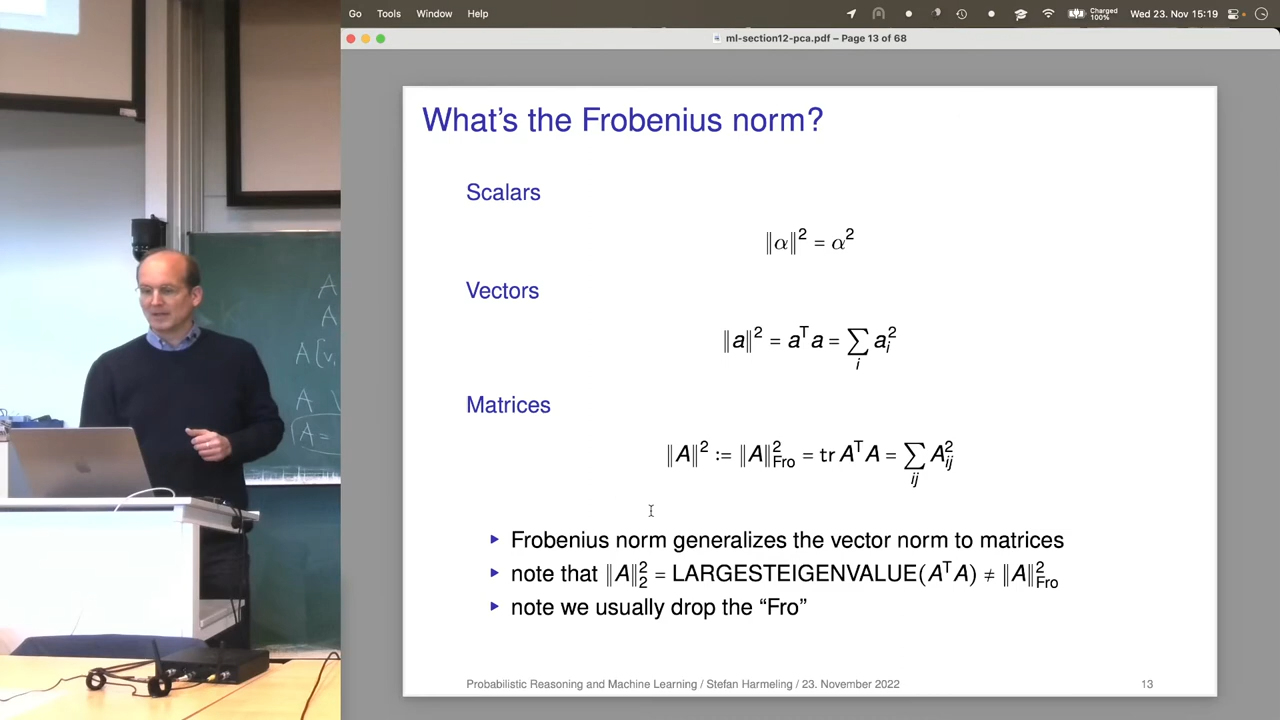 Go Tools Window Help
Charged 100% Wed 23. Nov 15:19
ml-section12-pca.pdf – Page 13 of 68
What's the Frobenius norm?
Scalars
‖α‖² = α²
Vectors
‖a‖² = aᵀa = ∑ᵢ aᵢ²
Matrices
‖A‖² := ‖A‖²_Fro = tr AᵀA = ∑ᵢⱼ Aᵢⱼ²
▶ Frobenius norm generalizes the vector norm to matrices
▶ note that ‖A‖₂² = LARGESTEIGENVALUE(AᵀA) ≠ ‖A‖²_Fro
▶ note we usually drop the “Fro”
Probabilistic Reasoning and Machine Learning / Stefan Harmeling / 23. November 2022 13
A
A
A [v,
A
A =